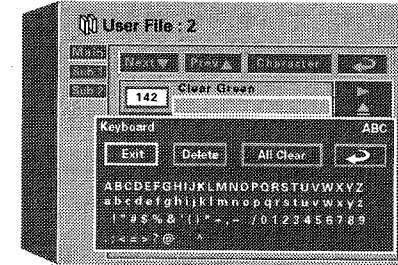 User File : 2
Main
Sub 1
Sub 2
Next▼ Prev▲ Character
142 Clear Green
Keyboard ABC
Exit Delete All Clear
ABCDEFGHIJKLMNOPQRSTUVWXYZ
abcdefghijklmnopqrstuvwxyz
!"#$%&'()*+,- /0123456789
:;<=>?@ ^